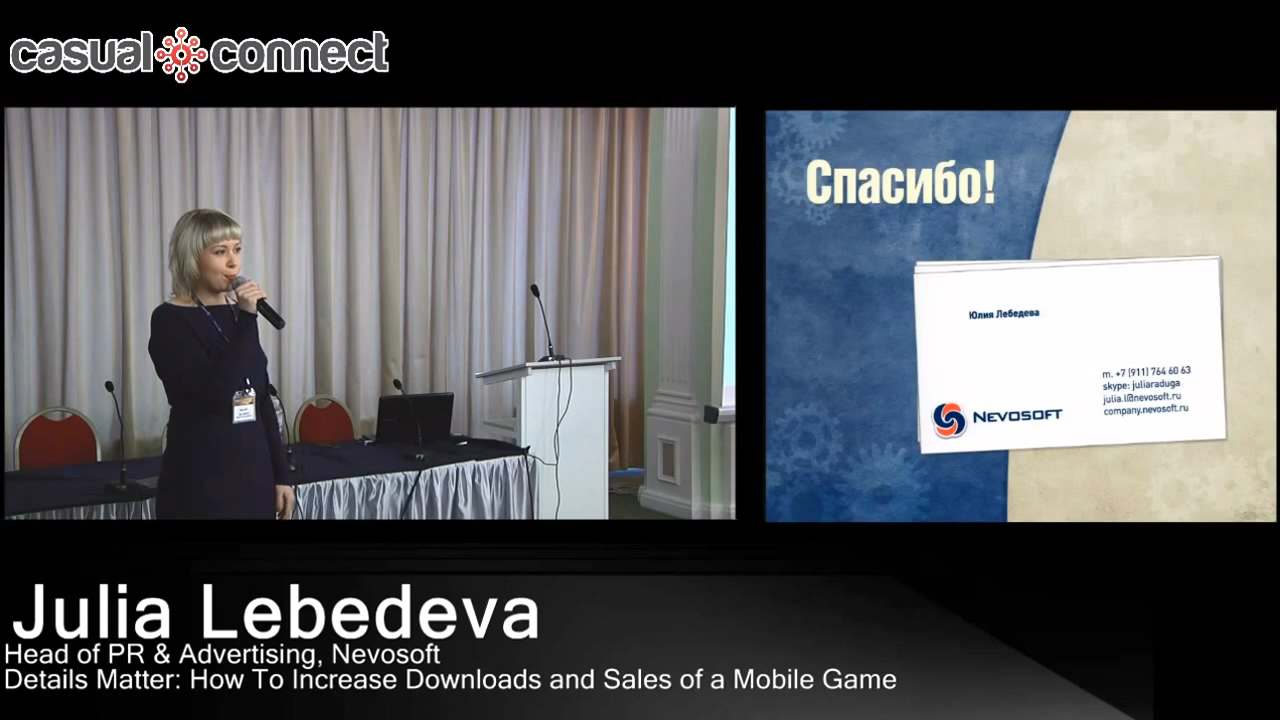 casual connect
Спасибо!
Юлия Лебедева
m. +7 (911) 764 60 63
skype: juliaraduga
julia.l@nevosoft.ru
company.nevosoft.ru
NEVOSOFT
Julia Lebedeva
Head of PR & Advertising, Nevosoft
Details Matter: How To Increase Downloads and Sales of a Mobile Game